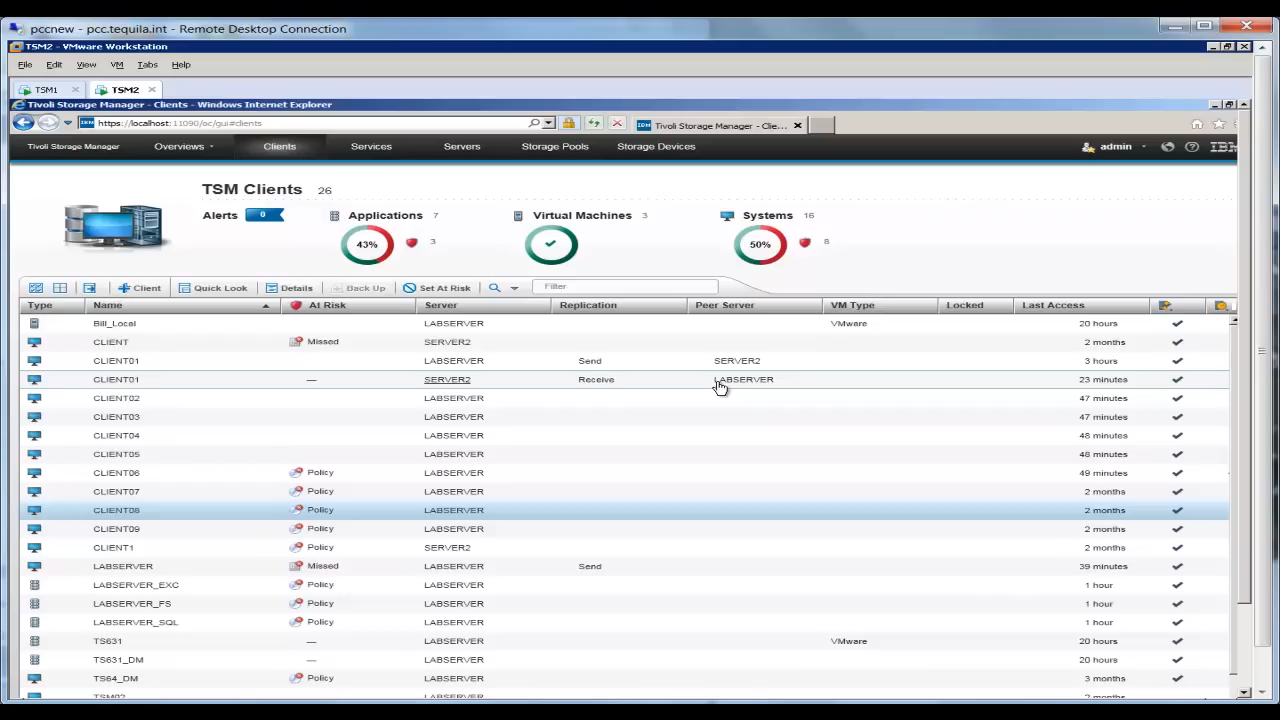 pccnew - pcc.tequila.int - Remote Desktop Connection
TSM2 - VMware Workstation
File Edit View VM Tabs Help
TSM1 TSM2
Tivoli Storage Manager - Clients - Windows Internet Explorer
IBM https://localhost:11090/oc/gui#clients IBM Tivoli Storage Manager - Clie...
Tivoli Storage Manager Overviews Clients Services Servers Storage Pools Storage Devices admin IBM
TSM Clients 26
Alerts 0 Applications 7 Virtual Machines 3 Systems 16
43% 3 50% 8
Client Quick Look Details Back Up Set At Risk Filter
Type Name At Risk Server Replication Peer Server VM Type Locked Last Access
Bill_Local LABSERVER VMware 20 hours
CLIENT Missed SERVER2 2 months
CLIENT01 LABSERVER Send SERVER2 3 hours
CLIENT01 — SERVER2 Receive LABSERVER 23 minutes
CLIENT02 LABSERVER 47 minutes
CLIENT03 LABSERVER 47 minutes
CLIENT04 LABSERVER 48 minutes
CLIENT05 LABSERVER 48 minutes
CLIENT06 Policy LABSERVER 49 minutes
CLIENT07 Policy LABSERVER 2 months
CLIENT08 Policy LABSERVER 2 months
CLIENT09 Policy LABSERVER 2 months
CLIENT1 Policy SERVER2 2 months
LABSERVER Missed LABSERVER Send 39 minutes
LABSERVER_EXC Policy LABSERVER 1 hour
LABSERVER_FS Policy LABSERVER 1 hour
LABSERVER_SQL Policy LABSERVER 1 hour
TS631 — LABSERVER VMware 20 hours
TS631_DM — LABSERVER 20 hours
TS64_DM Policy LABSERVER 3 months
TSM02 LABSERVER 2 months